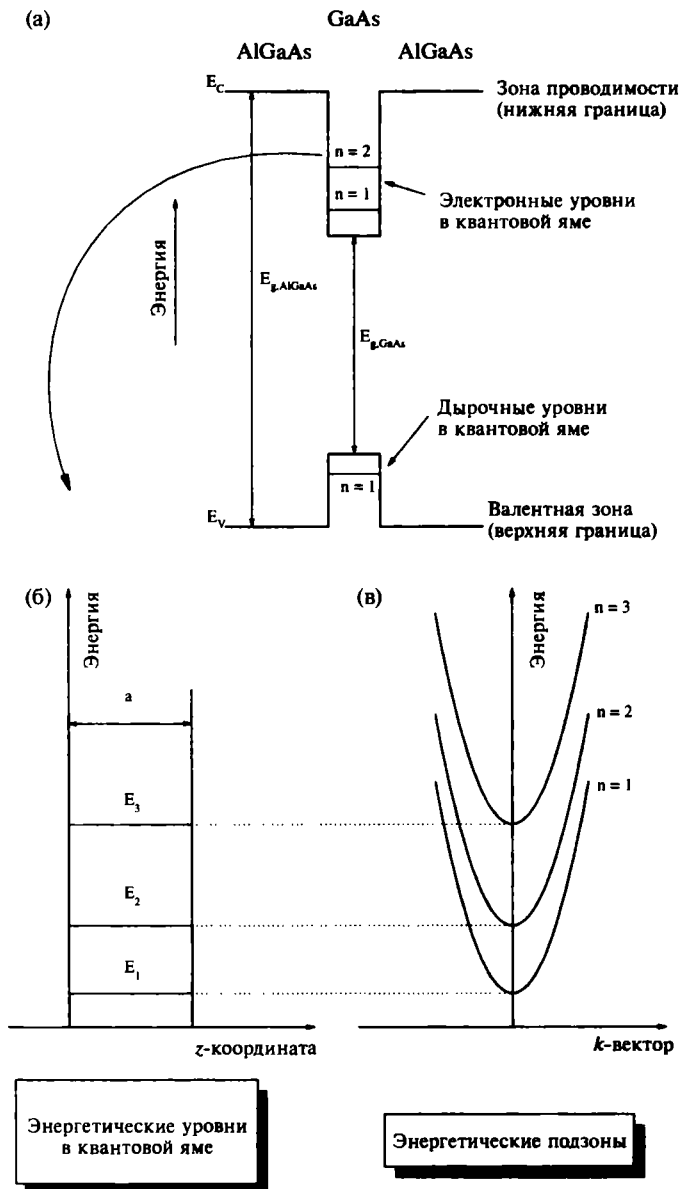 (а)
GaAs
AlGaAs
AlGaAs
E_C
Зона проводимости
(нижняя граница)
n = 2
n = 1
Электронные уровни
в квантовой яме
Энергия
E_g,AlGaAs
E_g,GaAs
Дырочные уровни
в квантовой яме
n = 1
E_V
Валентная зона
(верхняя граница)
(б)
Энергия
a
E_3
E_2
E_1
z-координата
(в)
Энергия
n = 3
n = 2
n = 1
k-вектор
Энергетические уровни
в квантовой яме
Энергетические подзоны